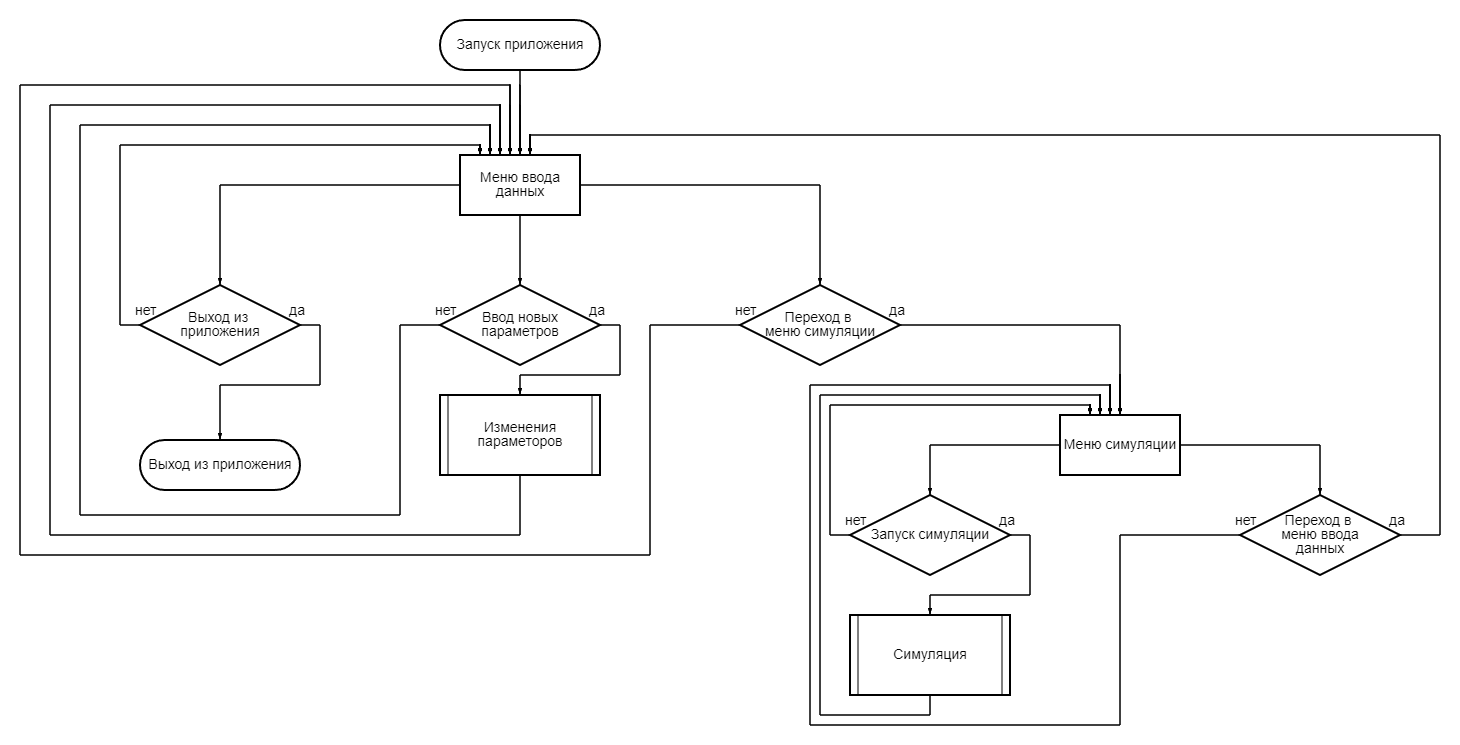 Запуск приложения
Меню ввода
данных
нет
да
Выход из
приложения
нет
да
Ввод новых
параметров
нет
да
Переход в
меню симуляции
Выход из приложения
Изменения
параметоров
Меню симуляции
нет
да
Запуск симуляции
нет
да
Переход в
меню ввода
данных
Симуляция